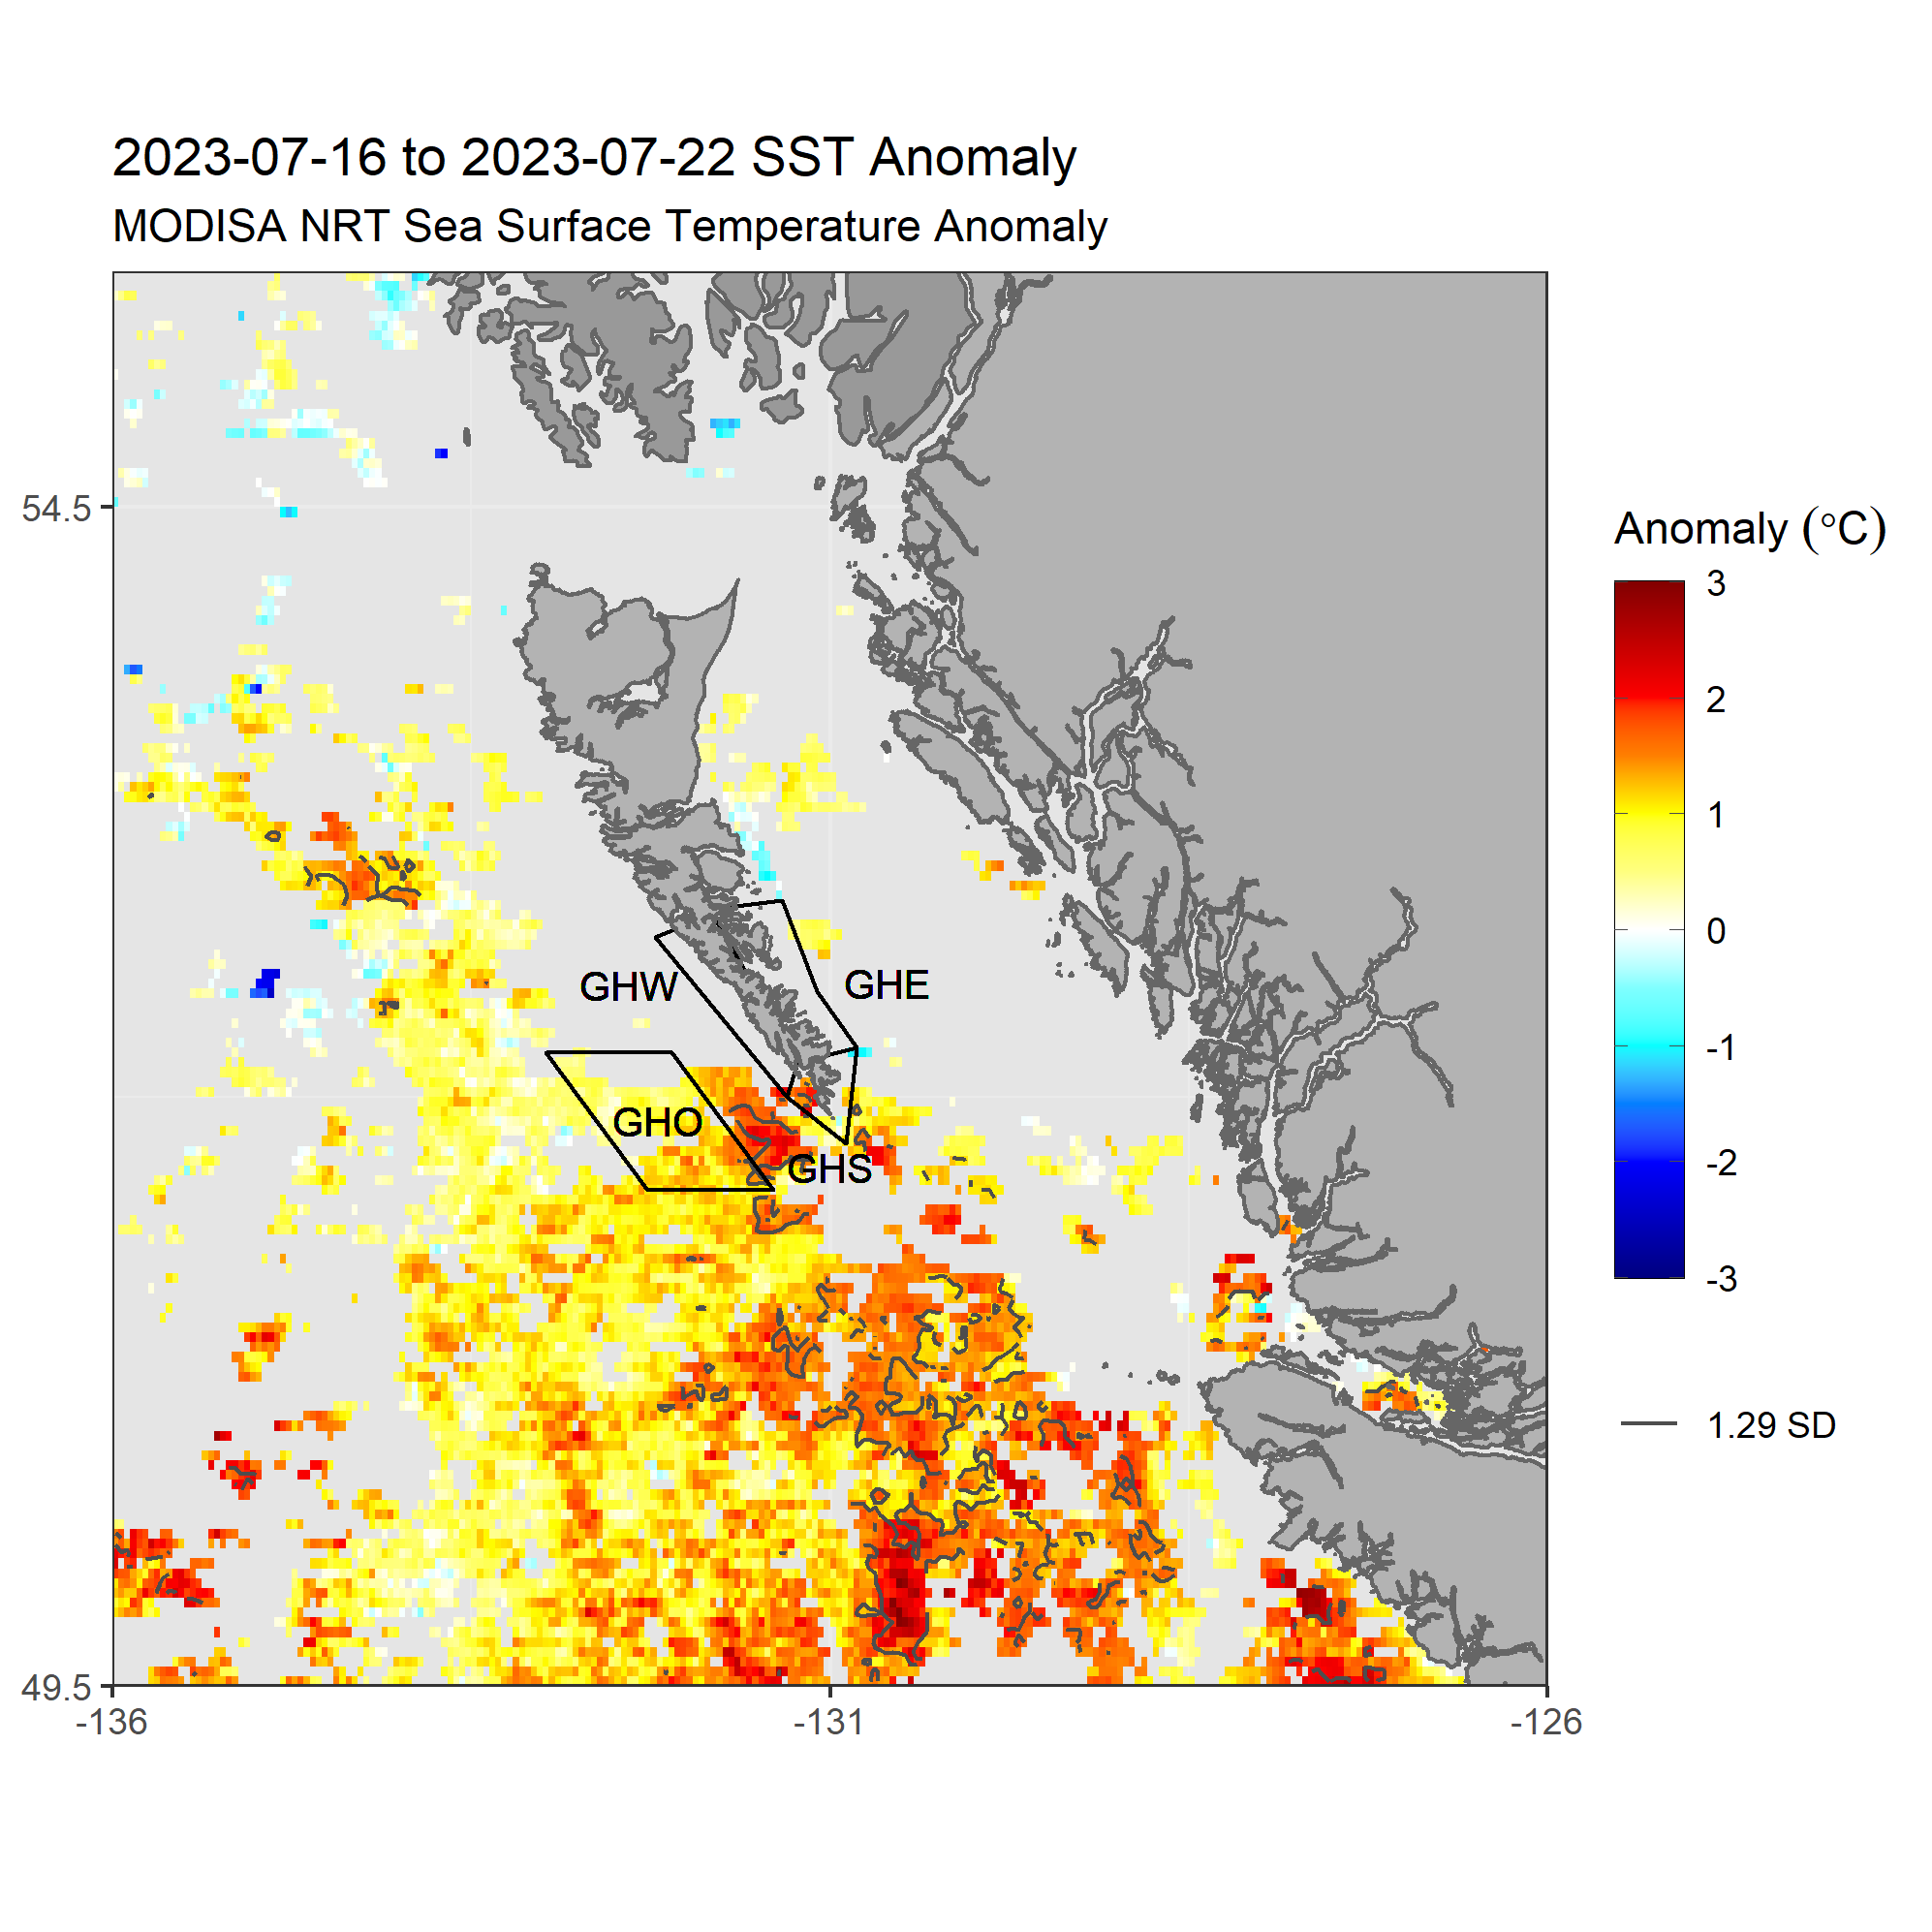 2023-07-16 to 2023-07-22 SST Anomaly
MODISA NRT Sea Surface Temperature Anomaly
54.5
49.5
-136
-131
-126
GHW
GHE
GHO
GHS
Anomaly (°C)
3
2
1
0
-1
-2
-3
1.29 SD